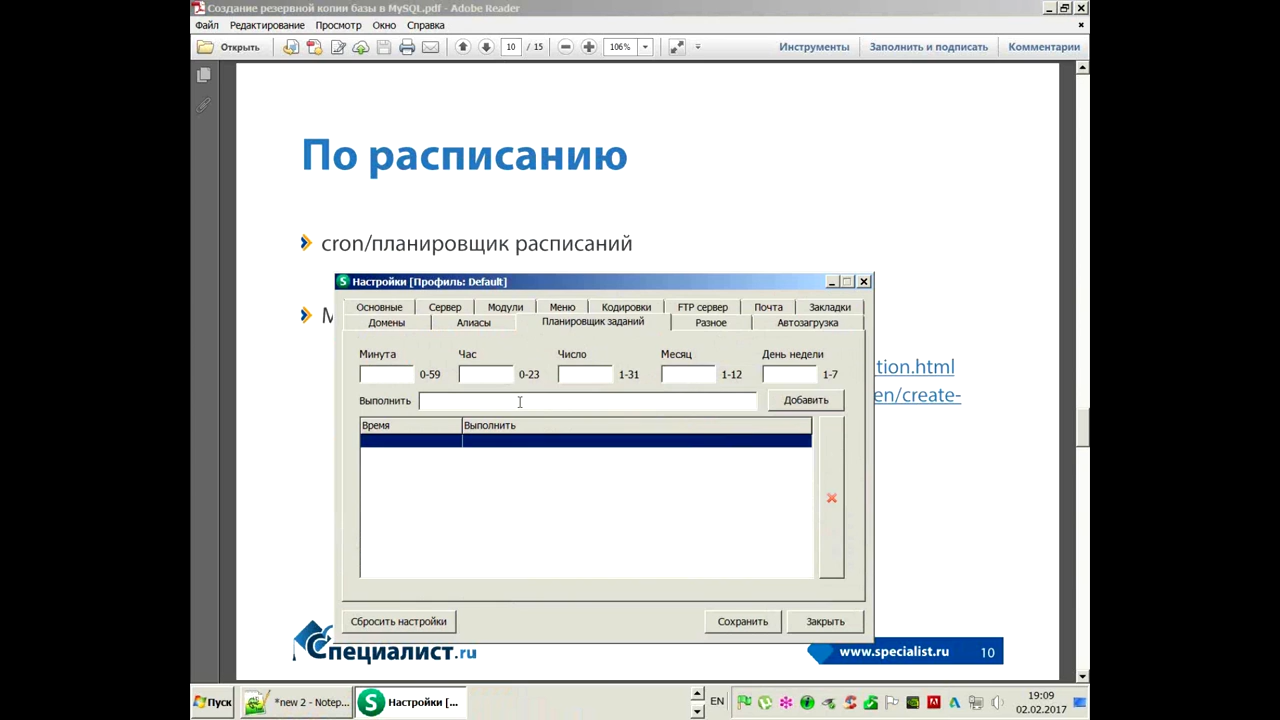 Создание резервной копии базы в MySQL.pdf - Adobe Reader
Файл Редактирование Просмотр Окно Справка
Открыть 10 / 15 106% Инструменты Заполнить и подписать Комментарии
По расписанию
cron/планировщик расписаний
Настройки [Профиль: Default]
Основные Сервер Модули Меню Кодировки FTP сервер Почта Закладки
Домены Алиасы Планировщик заданий Разное Автозагрузка
Минута Час Число Месяц День недели
0-59 0-23 1-31 1-12 1-7
tion.html
Выполнить Добавить
en/create-
Время Выполнить
Сбросить настройки Сохранить Закрыть
Специалист.ru www.specialist.ru 10
Пуск *new 2 - Notep... Настройки [... EN 19:09
02.02.2017